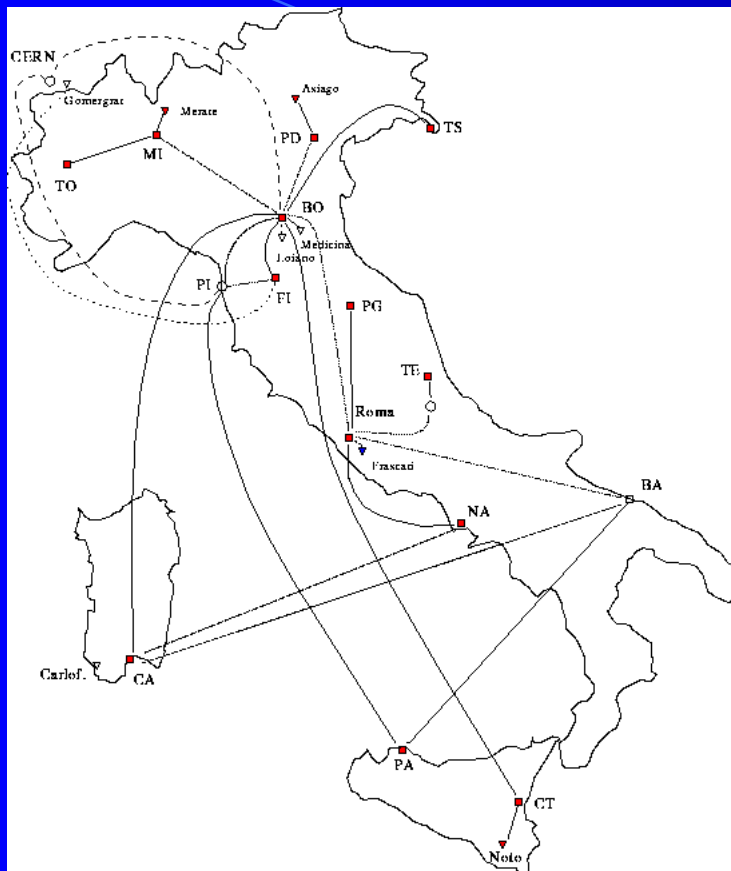 CERN
Gornergrat
Merate
Asiago
PD
TS
MI
TO
BO
Medicina
Loiano
PI
FI
PG
TE
Roma
Frascati
BA
NA
Carlof.
CA
PA
CT
Noto